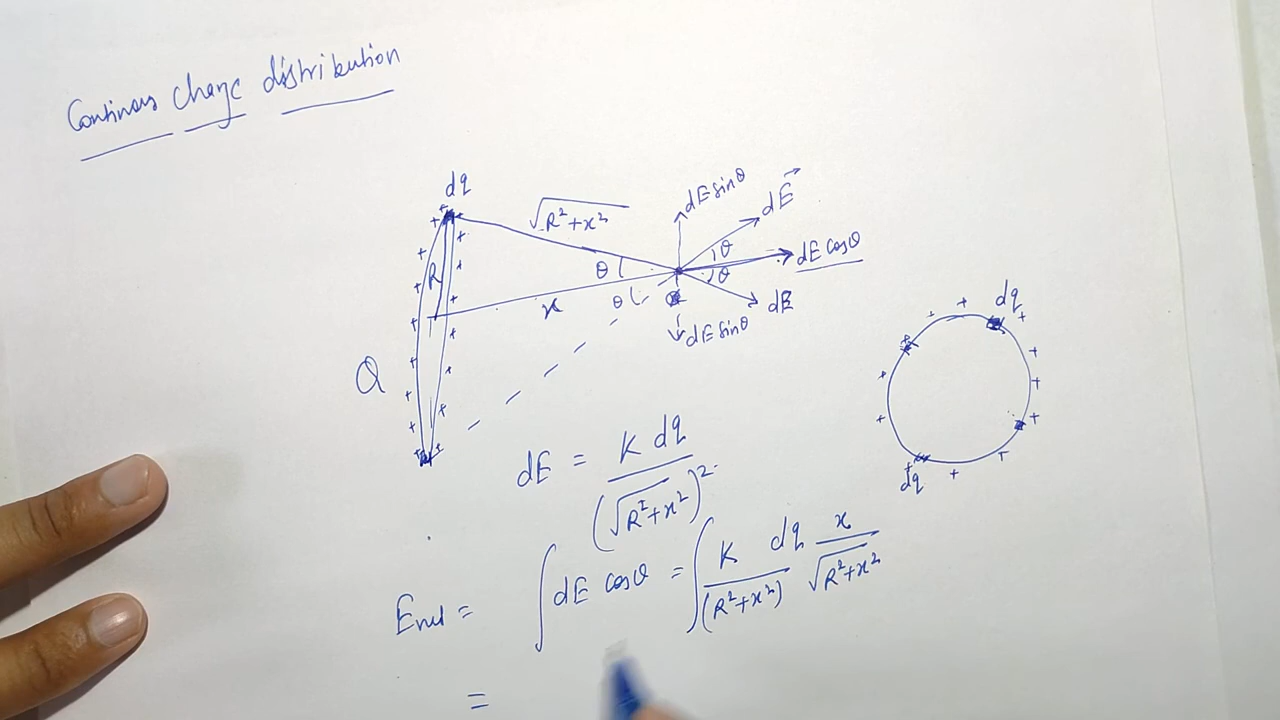 Continous charge distribution
dq
√R²+x²
dE sinθ
dE⃗
R
θ
θ
dE cosθ
θ
x
θ
dE
dE sinθ
Q
dq
dq
dE = K dq / (√R²+x²)²
Enet = ∫ dE cosθ = ∫ K dq / (R²+x²) x / √R²+x²
=